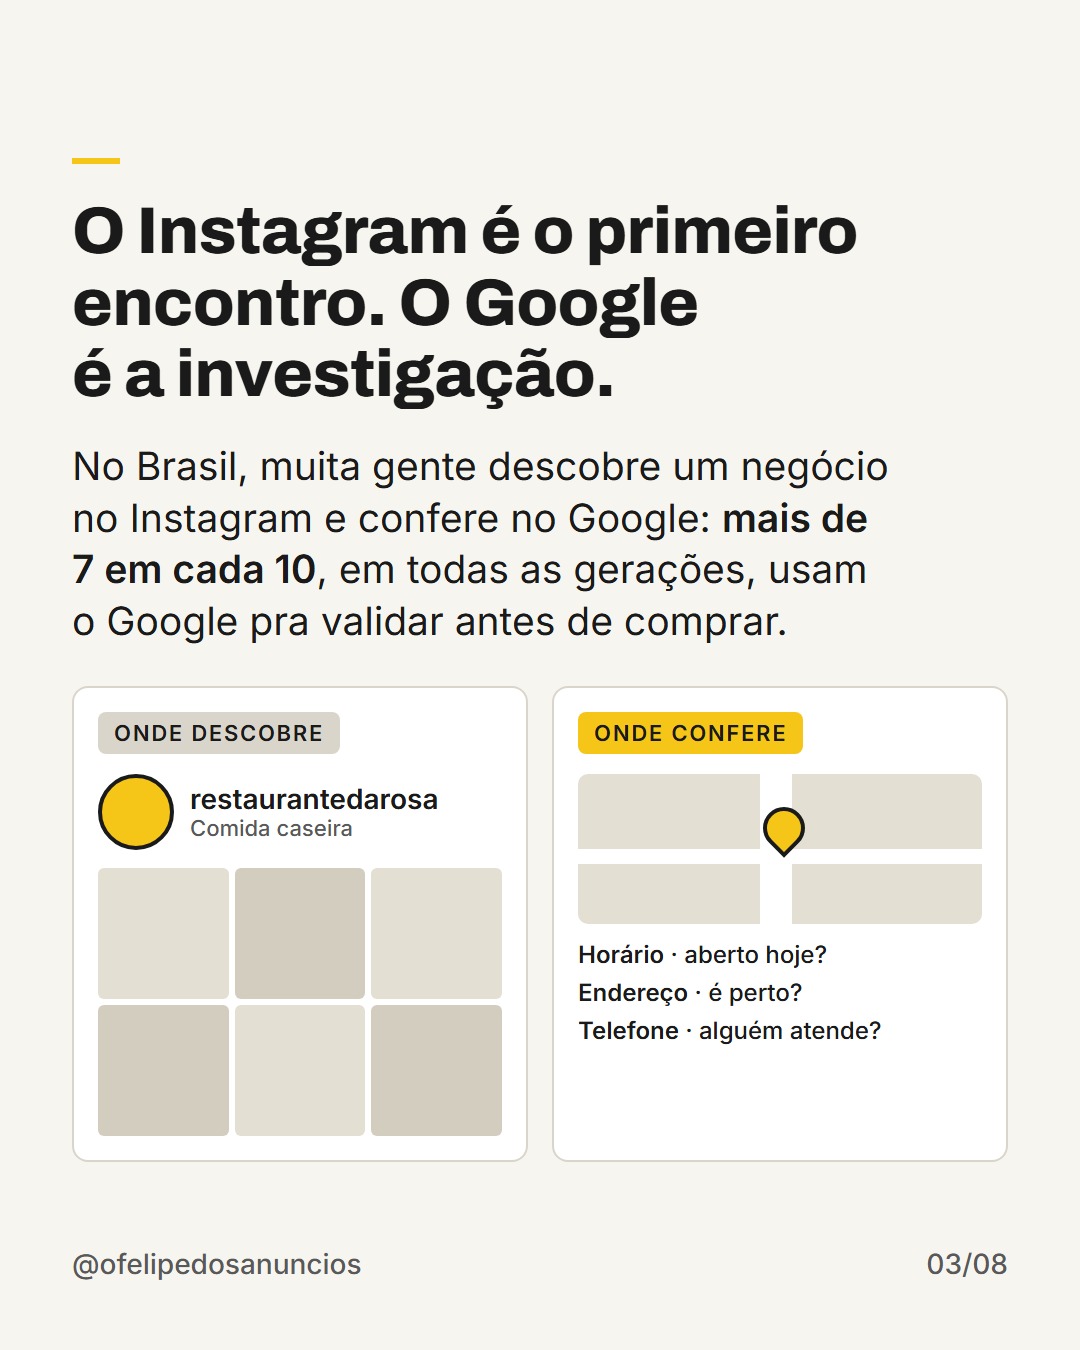 O Instagram é o primeiro
encontro. O Google
é a investigação.
No Brasil, muita gente descobre um negócio
no Instagram e confere no Google: mais de
7 em cada 10, em todas as gerações, usam
o Google pra validar antes de comprar.
ONDE DESCOBRE
restaurantedarosa
Comida caseira
ONDE CONFERE
Horário · aberto hoje?
Endereço · é perto?
Telefone · alguém atende?
@ofelipedosanuncios
03/08